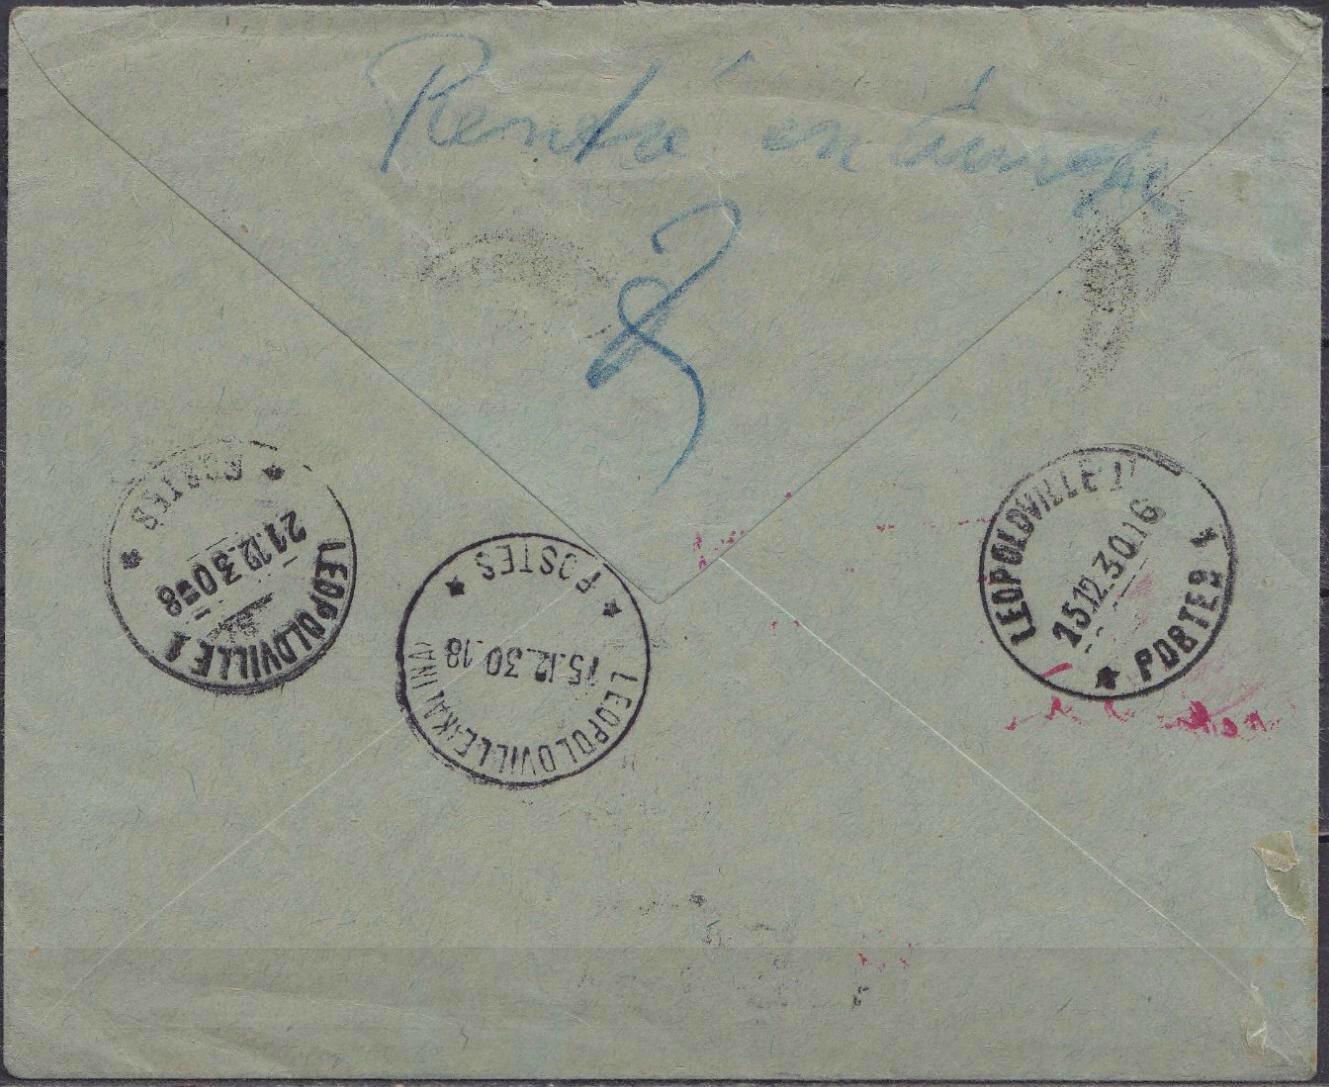 Rentré en Europe
LEOPOLDVILLE 1
15.12.30.16
★ POSTES
★ POSTES ★
21.12.30 8
LEOPOLDVILLE 1
★ POSTES ★
15.12.30.18
LEOPOLDVILLE (KALINA)